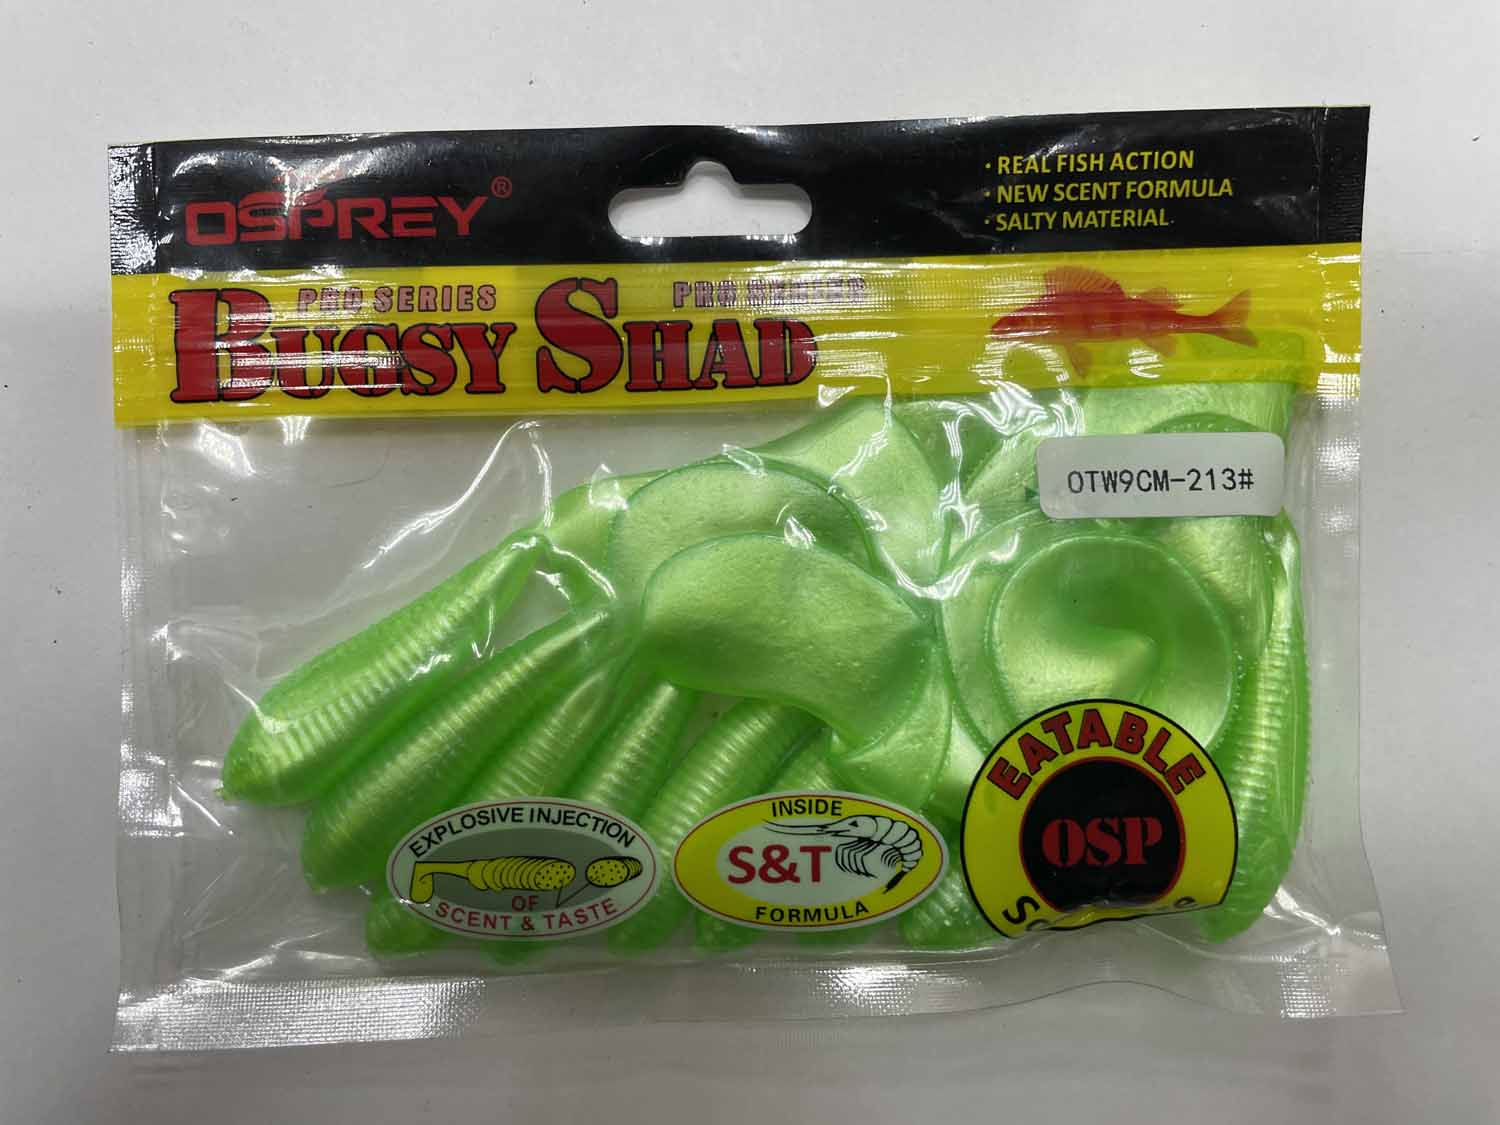 OSPREY®
· REAL FISH ACTION
· NEW SCENT FORMULA
· SALTY MATERIAL
PRO SERIES PRO SERIES
BUGSY SHAD
OTW9CM-213#
EXPLOSIVE INJECTION
OF
SCENT & TASTE
INSIDE
S&T
FORMULA
EATABLE
OSP